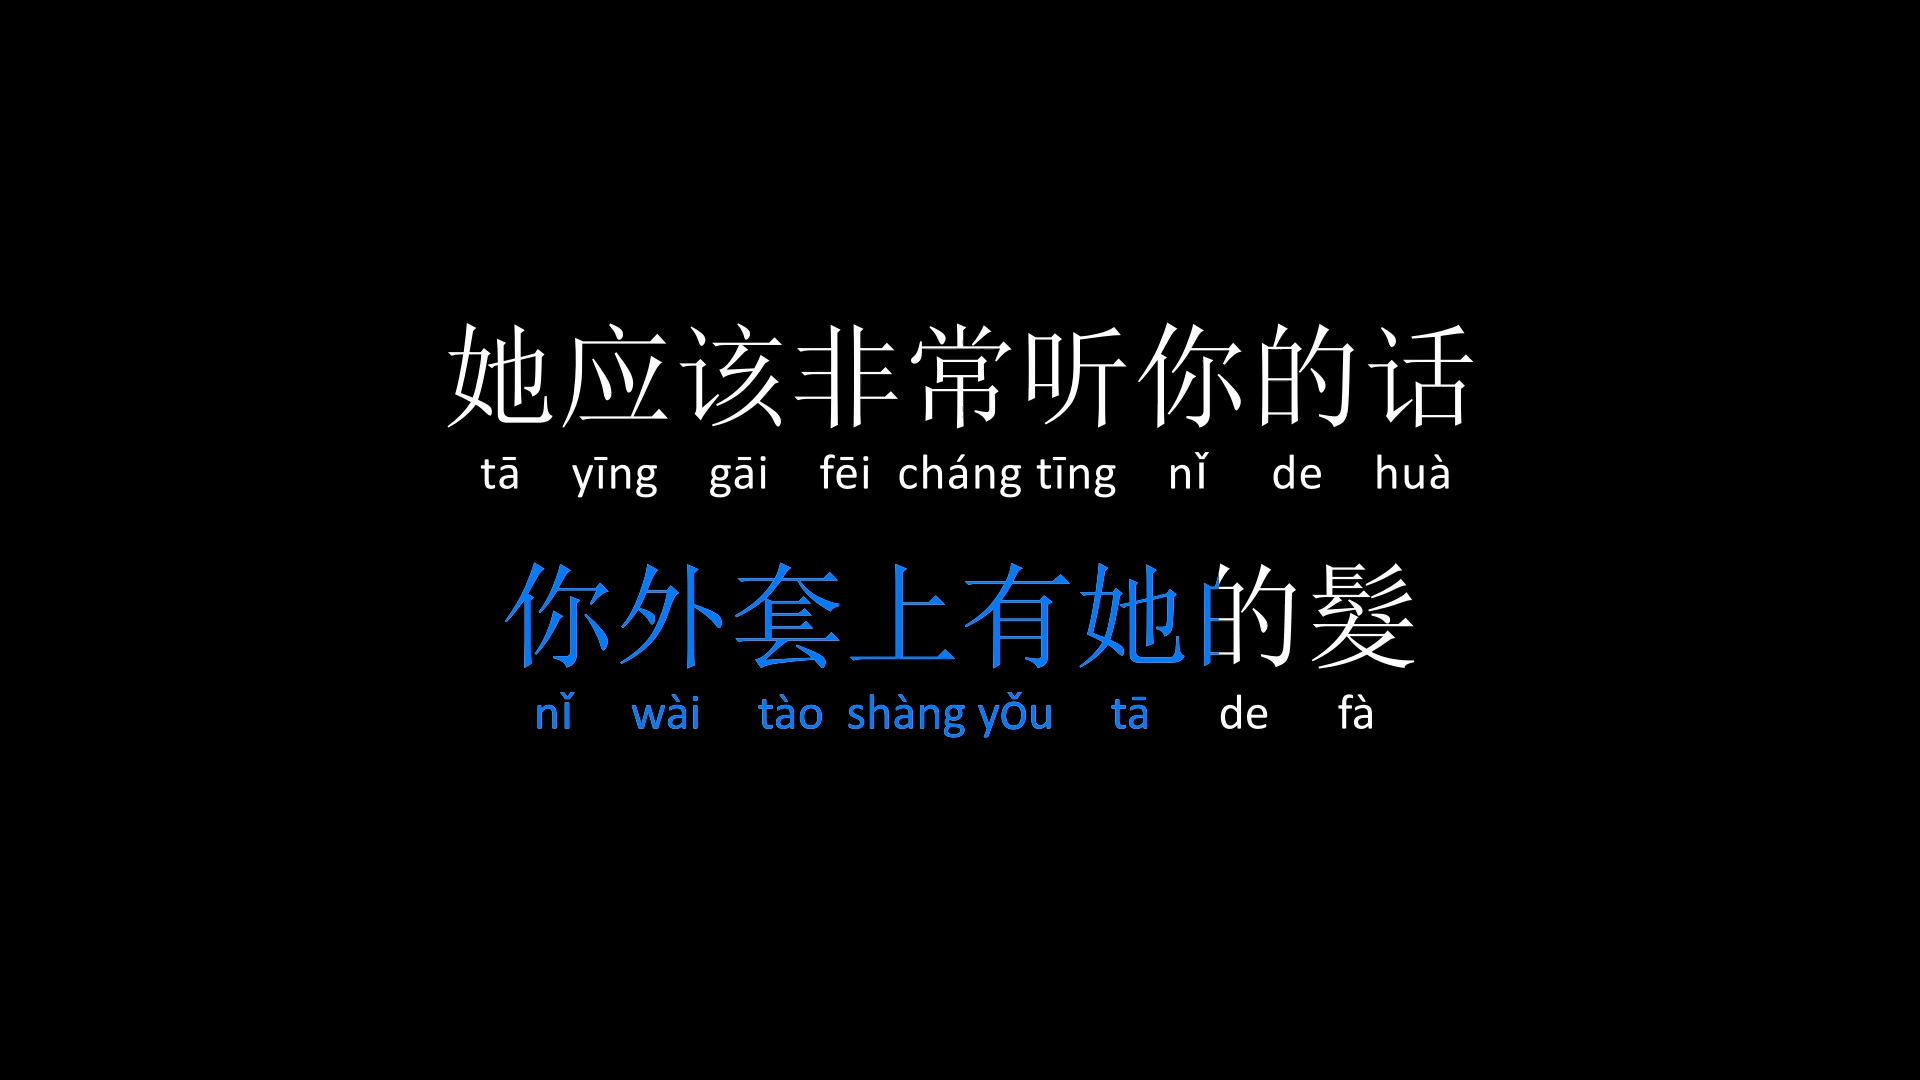 她应该非常听你的话
tā yīng gāi fēi cháng tīng nǐ de huà
你外套上有她的髮
nǐ wài tào shàng yǒu tā de fà